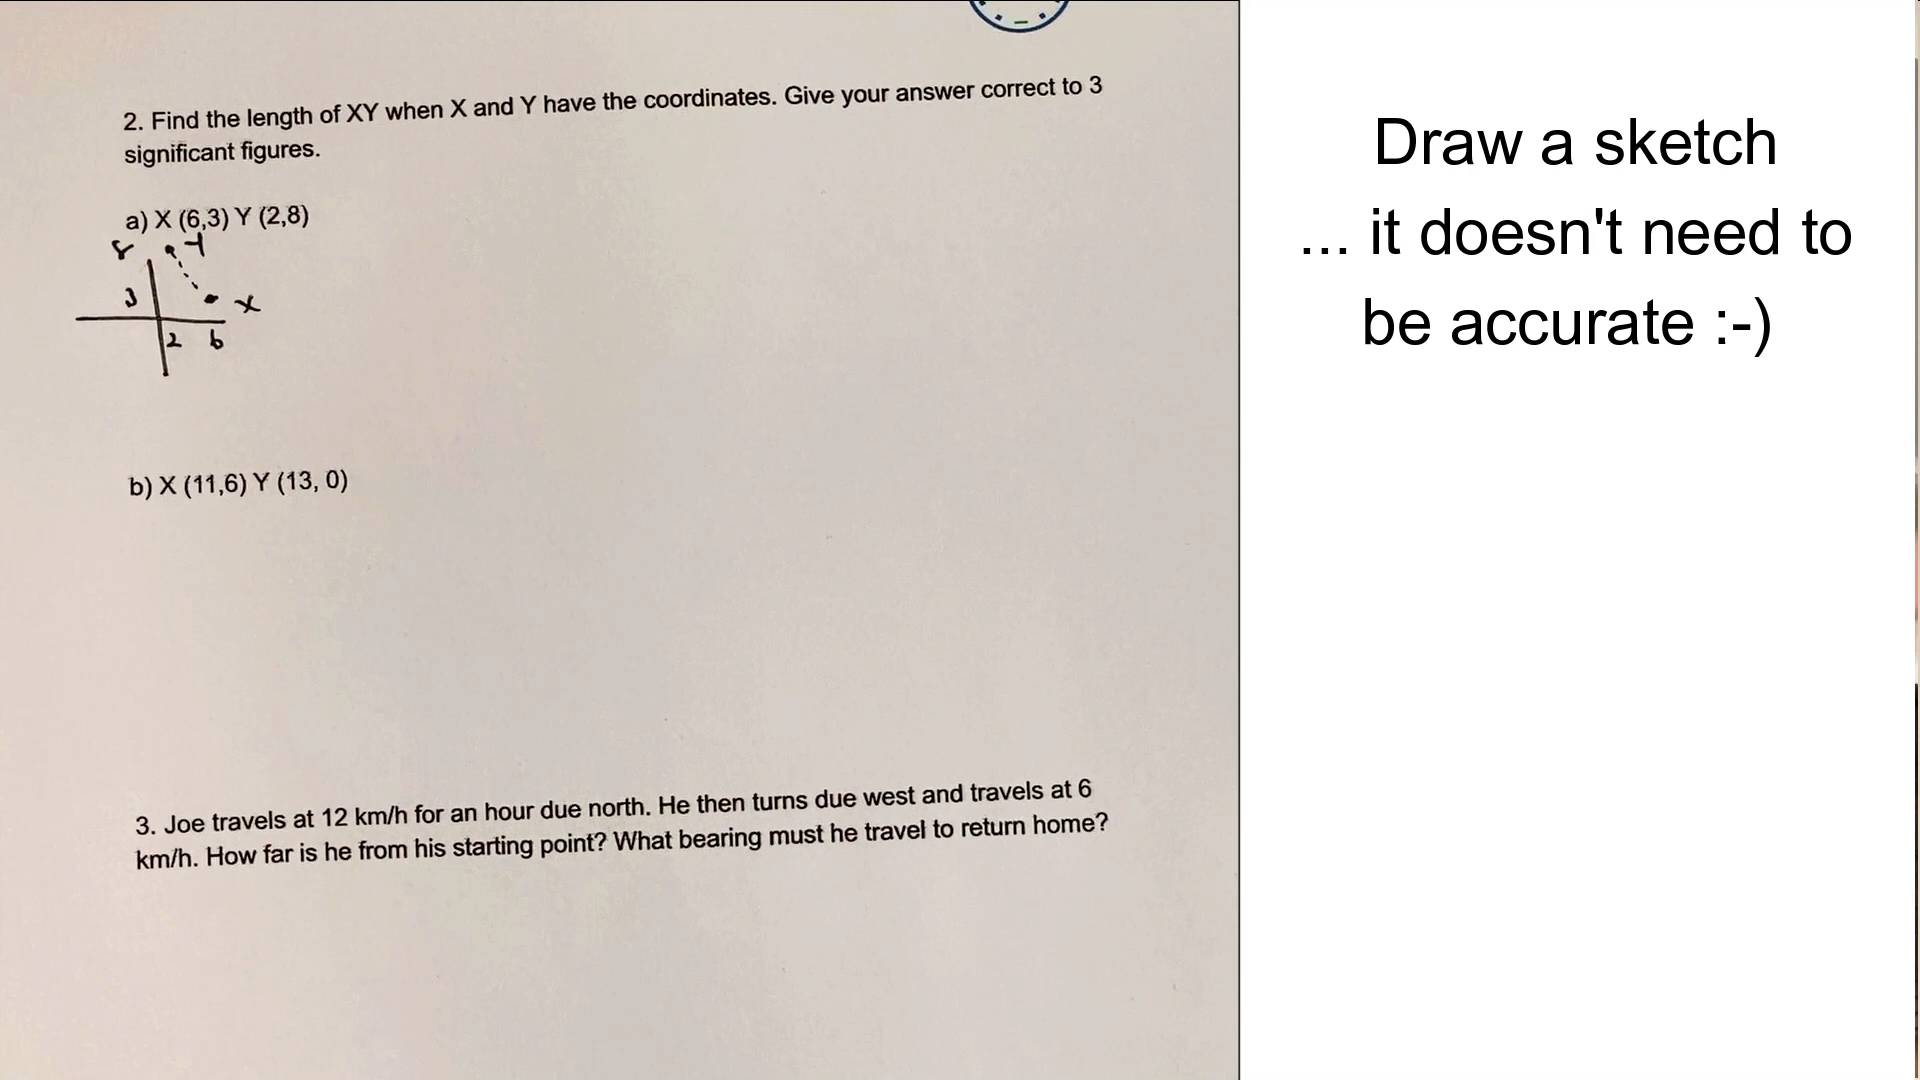 2. Find the length of XY when X and Y have the coordinates. Give your answer correct to 3
significant figures.
a) X (6,3) Y (2,8)
8 Y
3 X
2 6
b) X (11,6) Y (13, 0)
3. Joe travels at 12 km/h for an hour due north. He then turns due west and travels at 6
km/h. How far is he from his starting point? What bearing must he travel to return home?
Draw a sketch
... it doesn't need to
be accurate :-)